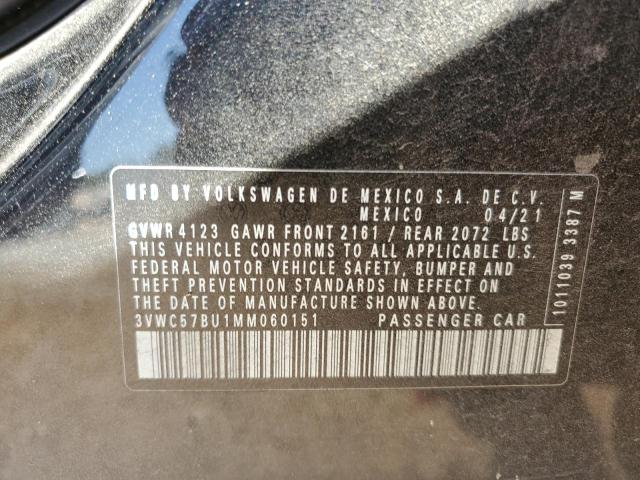 MFD BY VOLKSWAGEN DE MEXICO S.A. DE C.V.
MEXICO 04/21
GVWR 4123 GAWR FRONT 2161 / REAR 2072 LBS
THIS VEHICLE CONFORMS TO ALL APPLICABLE U.S.
FEDERAL MOTOR VEHICLE SAFETY, BUMPER AND
THEFT PREVENTION STANDARDS IN EFFECT ON
THE DATE OF MANUFACTURE SHOWN ABOVE.
3VWC57BU1MM060151 PASSENGER CAR
1011039 3387 M